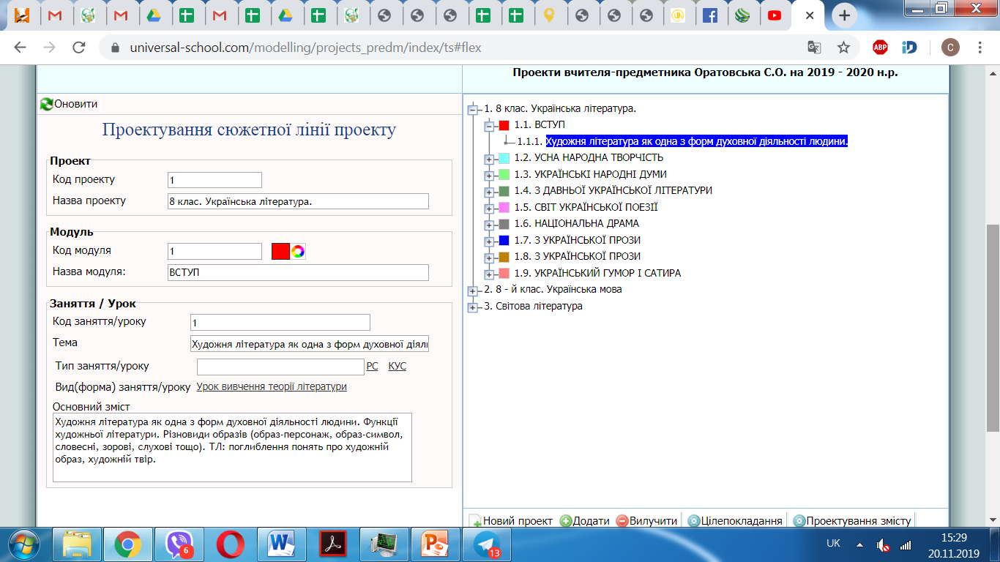 universal-school.com/modelling/projects_predm/index/ts#flex
ABP
C
Проекти вчителя-предметника Оратовська С.О. на 2019 - 2020 н.р.
Оновити
Проектування сюжетної лінії проекту
Проект
Код проекту 1
Назва проекту 8 клас. Українська література.
Модуль
Код модуля 1
Назва модуля: ВСТУП
Заняття / Урок
Код заняття/уроку 1
Тема Художня література як одна з форм духовної діял
Тип заняття/уроку РС КУС
Вид(форма) заняття/уроку Урок вивчення теорії літератури
Основний зміст
Художня література як одна з форм духовної діяльності людини. Функції
художньої літератури. Різновиди образів (образ-персонаж, образ-символ,
словесні, зорові, слухові тощо). ТЛ: поглиблення понять про художній
образ, художній твір.
1. 8 клас. Українська література.
1.1. ВСТУП
1.1.1. Художня література як одна з форм духовної діяльності людини.
1.2. УСНА НАРОДНА ТВОРЧІСТЬ
1.3. УКРАЇНСЬКІ НАРОДНІ ДУМИ
1.4. З ДАВНЬОЇ УКРАЇНСЬКОЇ ЛІТЕРАТУРИ
1.5. СВІТ УКРАЇНСЬКОЇ ПОЕЗІЇ
1.6. НАЦІОНАЛЬНА ДРАМА
1.7. З УКРАЇНСЬКОЇ ПРОЗИ
1.8. З УКРАЇНСЬКОЇ ПРОЗИ
1.9. УКРАЇНСЬКИЙ ГУМОР І САТИРА
2. 8 - й клас. Українська мова
3. Світова література
Новий проект Додати Вилучити Цілепокладання Проектування змісту
6
13
UK
15:29
20.11.2019